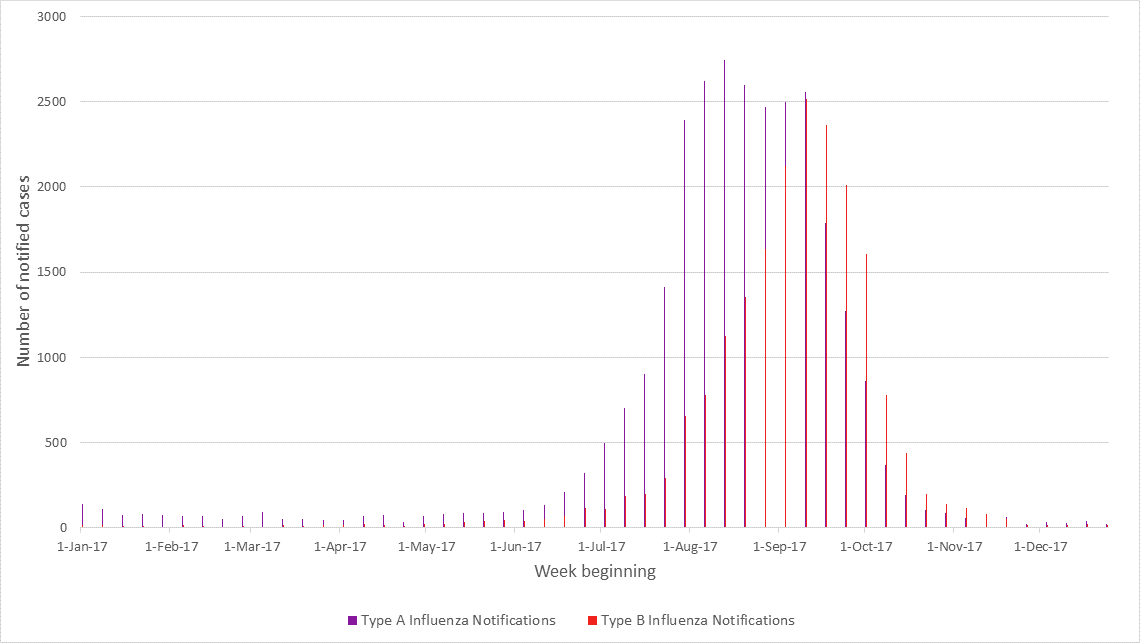 3000
2500
2000
1500
1000
500
0
Number of notified cases
1-Jan-17 1-Feb-17 1-Mar-17 1-Apr-17 1-May-17 1-Jun-17 1-Jul-17 1-Aug-17 1-Sep-17 1-Oct-17 1-Nov-17 1-Dec-17
Week beginning
Type A Influenza Notifications Type B Influenza Notifications